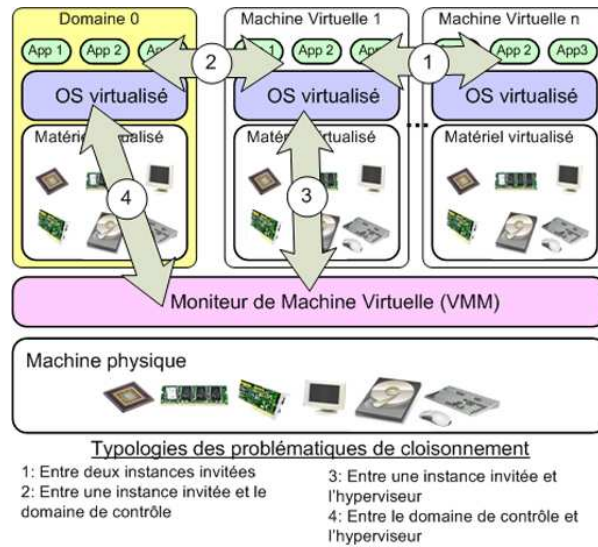 Domaine 0
Machine Virtuelle 1
Machine Virtuelle n
App 1 App 2
App 2
App 2 App3
2
1
OS virtualisé
OS virtualisé
OS virtualisé
...
Matériel virtualisé
4
3
Moniteur de Machine Virtuelle (VMM)
Machine physique
Typologies des problématiques de cloisonnement
1: Entre deux instances invitées
2: Entre une instance invitée et le
domaine de contrôle
3: Entre une instance invitée et
l'hyperviseur
4: Entre le domaine de contrôle et
l'hyperviseur